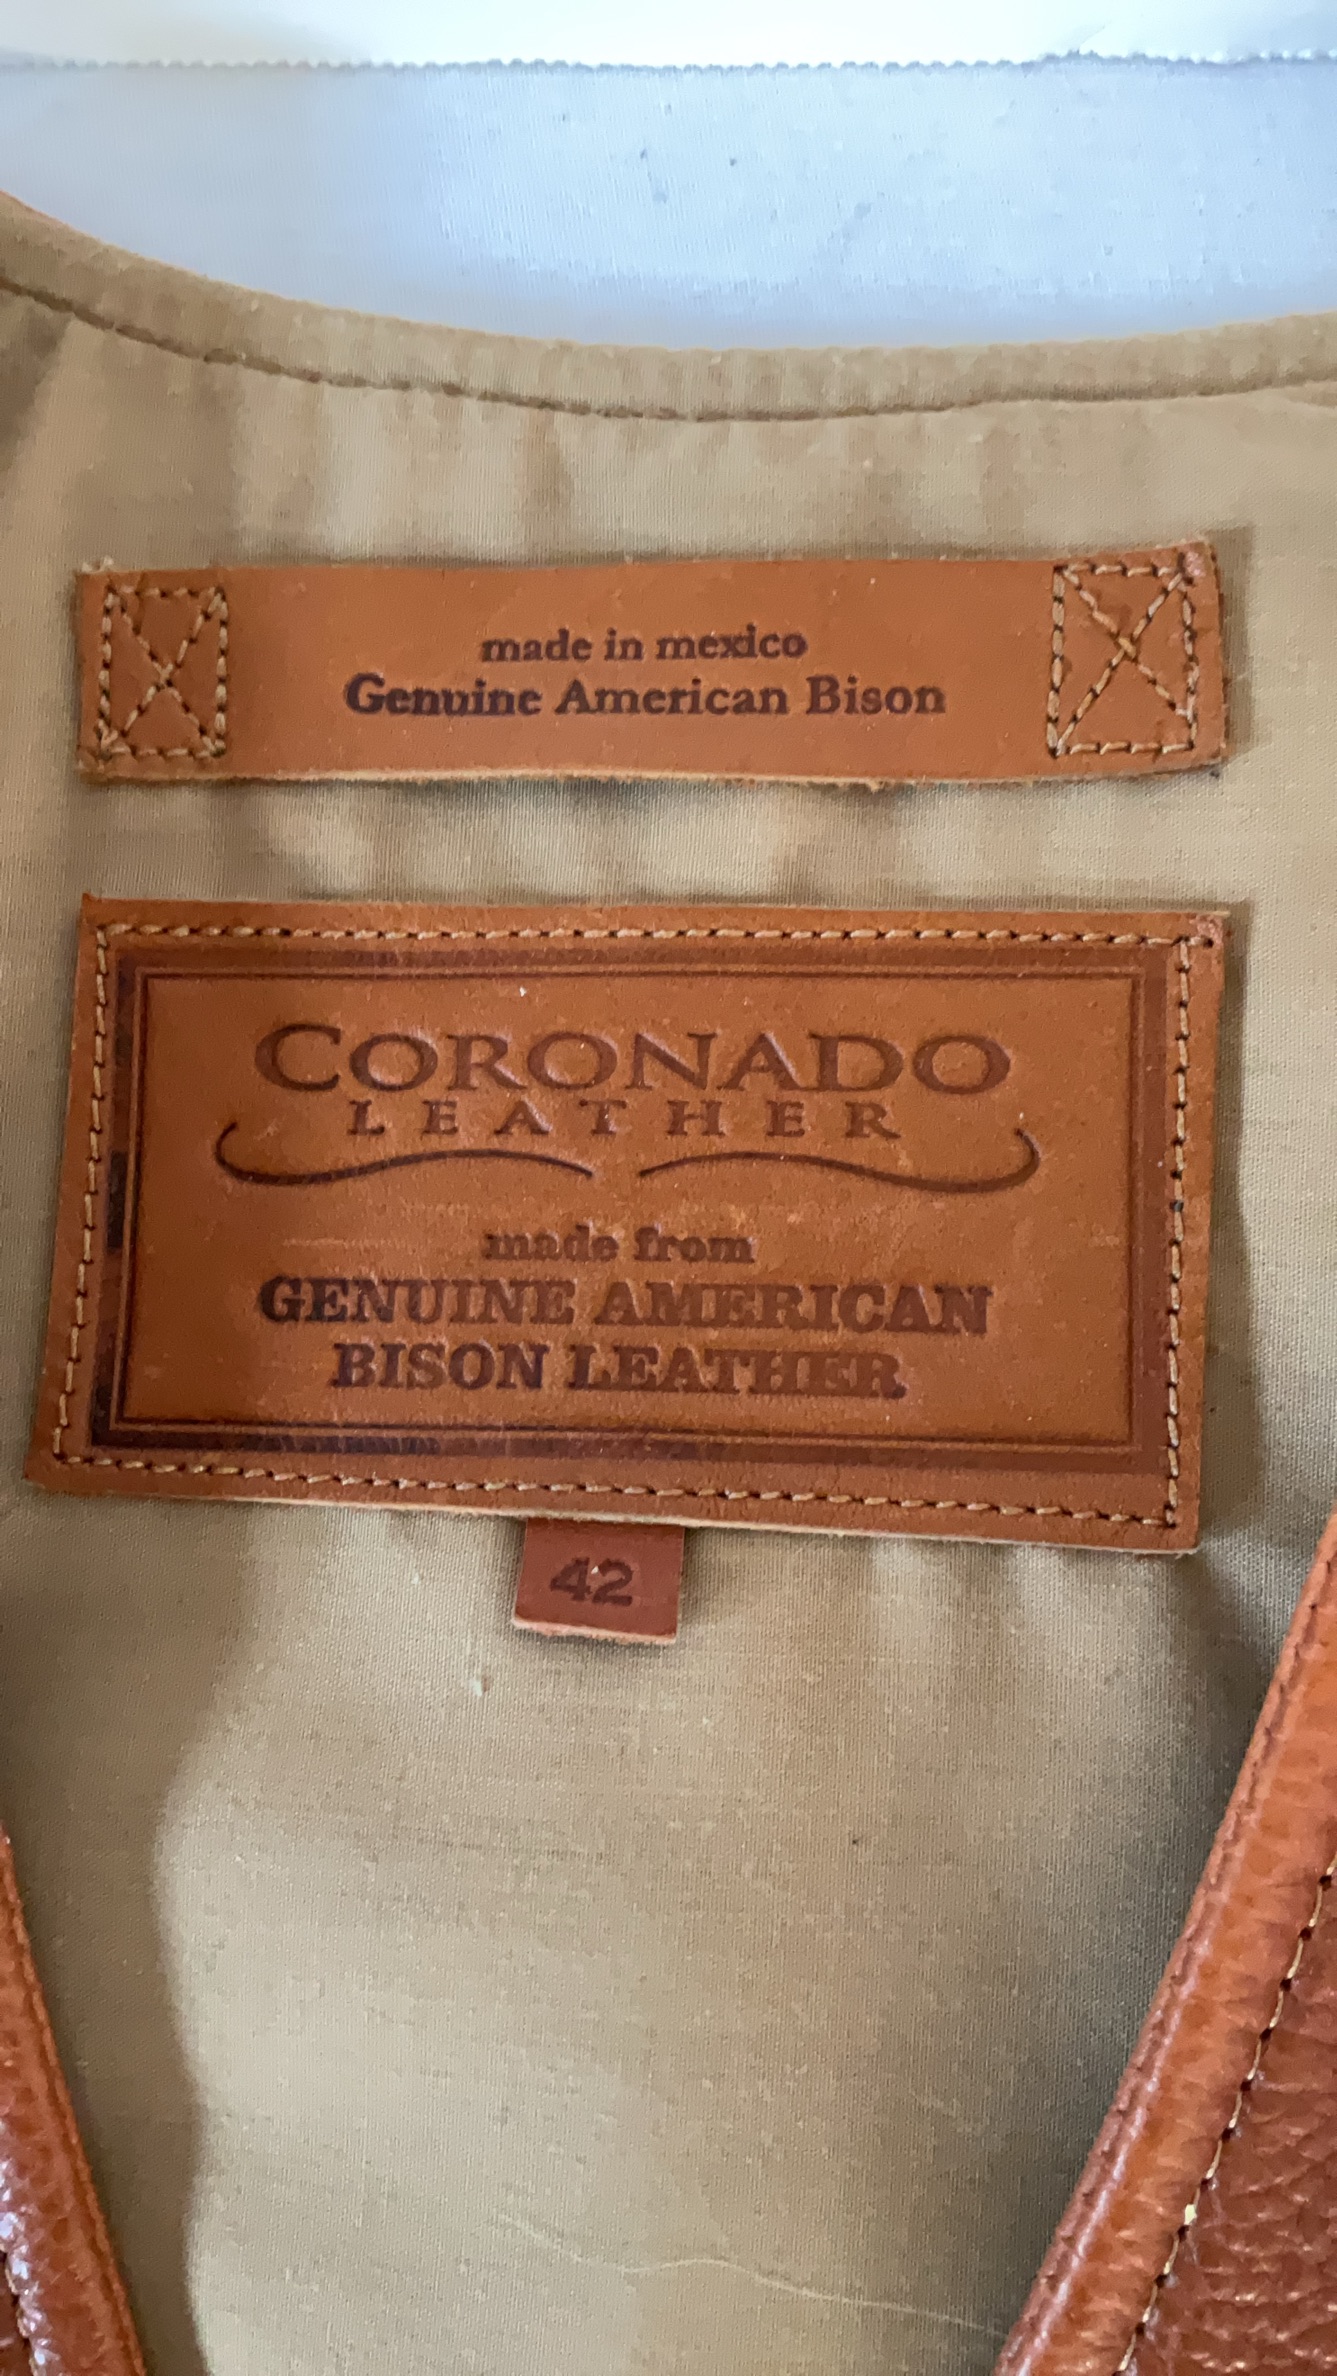 made in mexico
Genuine American Bison
CORONADO
LEATHER
made from
GENUINE AMERICAN
BISON LEATHER
42